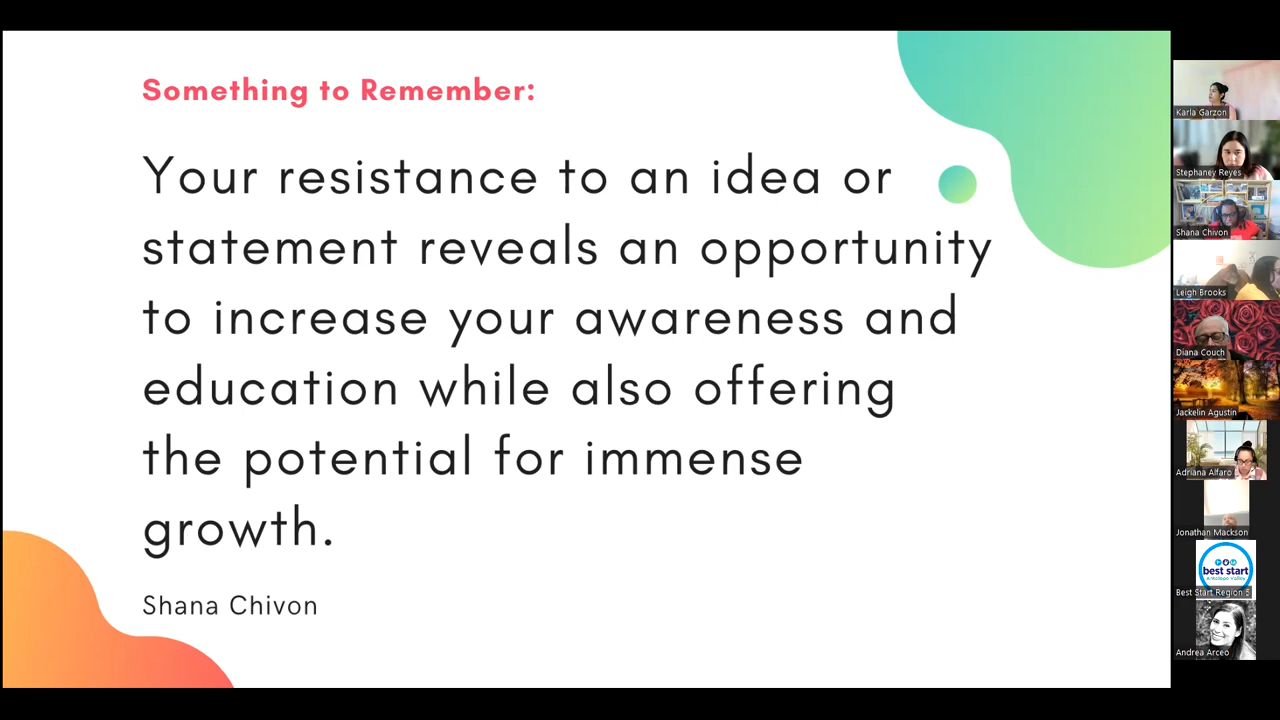 Something to Remember:
Your resistance to an idea or
statement reveals an opportunity
to increase your awareness and
education while also offering
the potential for immense
growth.
Shana Chivon
Karla Garzon
Stephaney Reyes
Shana Chivon
Leigh Brooks
Diana Couch
Jackelin Agustin
Adriana Alfaro
Jonathan Mackson
best start
Antelope Valley
Best Start Region 5
Andrea Arceo